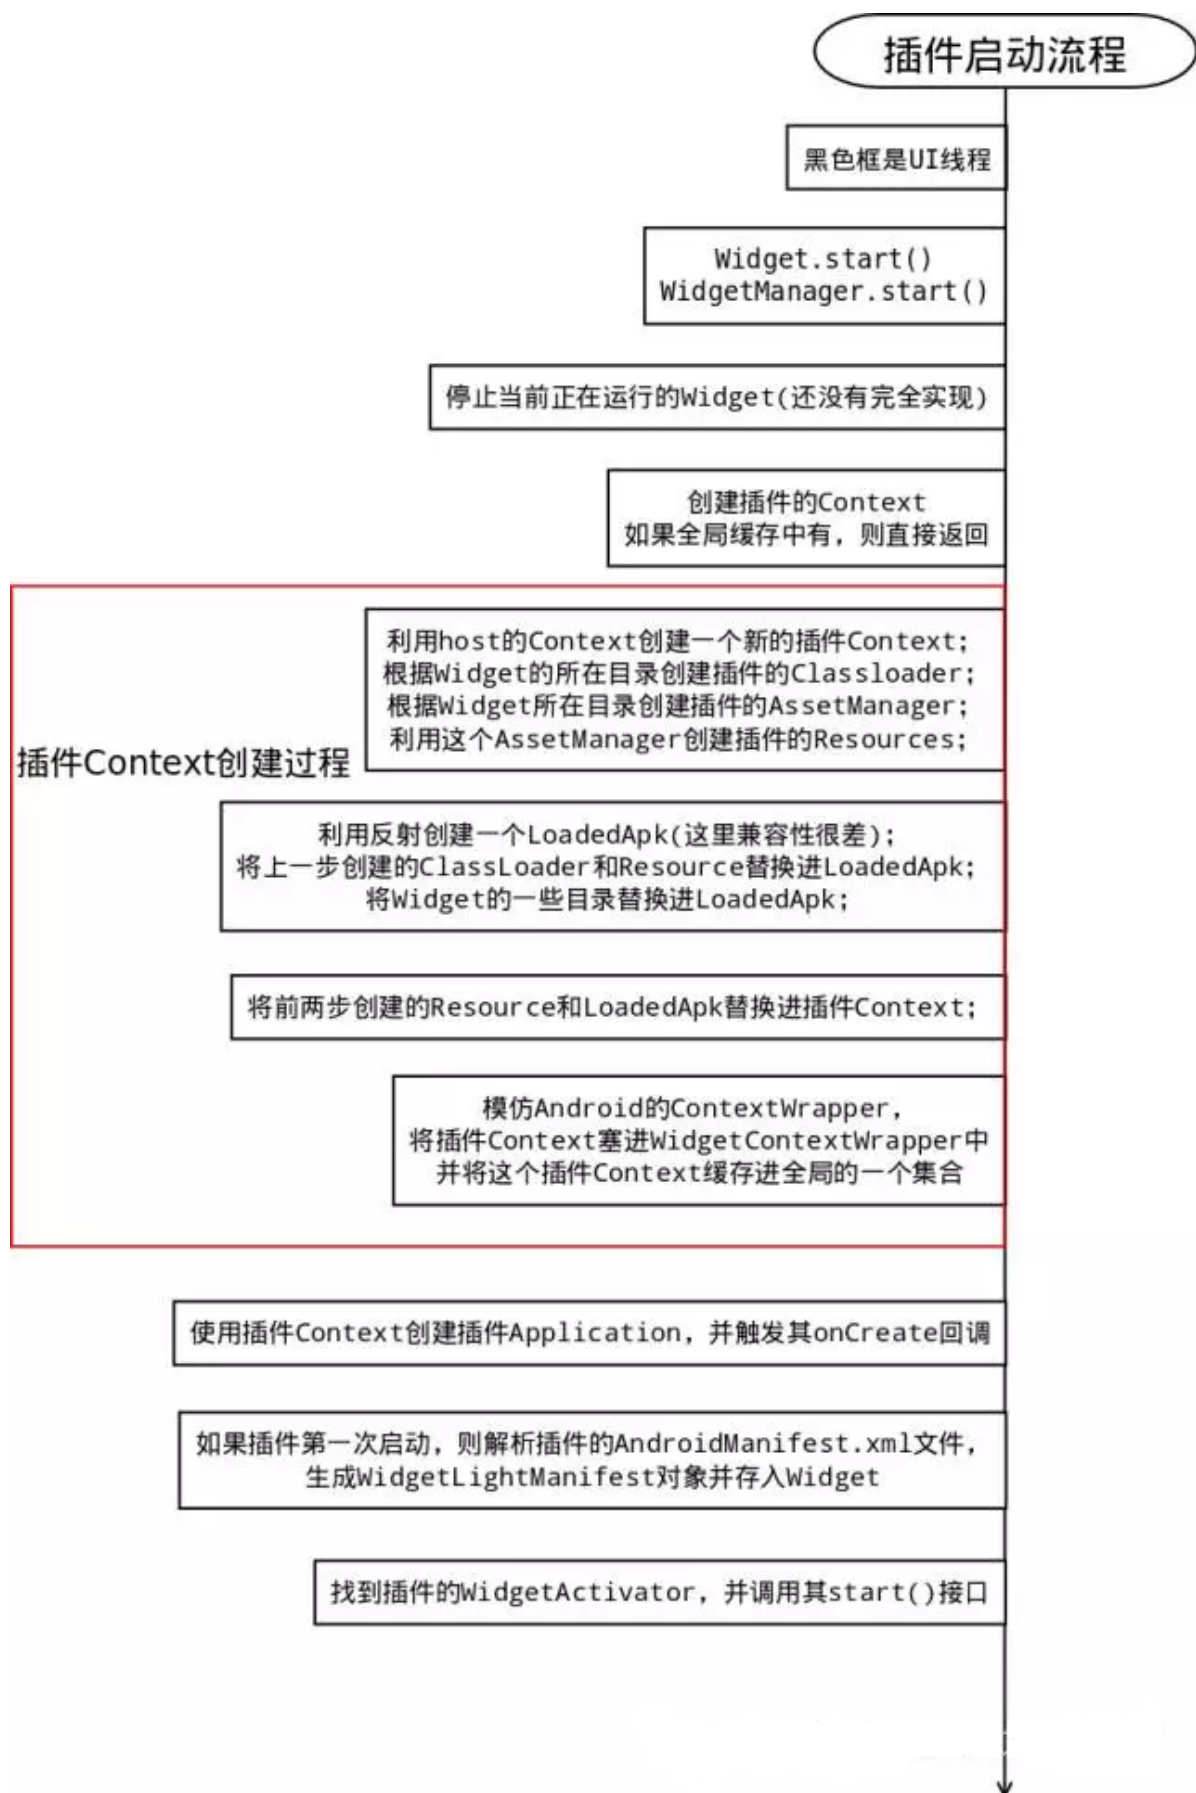 插件启动流程
黑色框是UI线程
Widget.start()
WidgetManager.start()
停止当前正在运行的Widget(还没有完全实现)
创建插件的Context
如果全局缓存中有，则直接返回
利用host的Context创建一个新的插件Context;
根据Widget的所在目录创建插件的Classloader;
根据Widget所在目录创建插件的AssetManager;
利用这个AssetManager创建插件的Resources;
插件Context创建过程
利用反射创建一个LoadedApk(这里兼容性很差);
将上一步创建的ClassLoader和Resource替换进LoadedApk;
将Widget的一些目录替换进LoadedApk;
将前两步创建的Resource和LoadedApk替换进插件Context;
模仿Android的ContextWrapper,
将插件Context塞进WidgetContextWrapper中
并将这个插件Context缓存进全局的一个集合
使用插件Context创建插件Application，并触发其onCreate回调
如果插件第一次启动，则解析插件的AndroidManifest.xml文件，
生成WidgetLightManifest对象并存入Widget
找到插件的WidgetActivator，并调用其start()接口